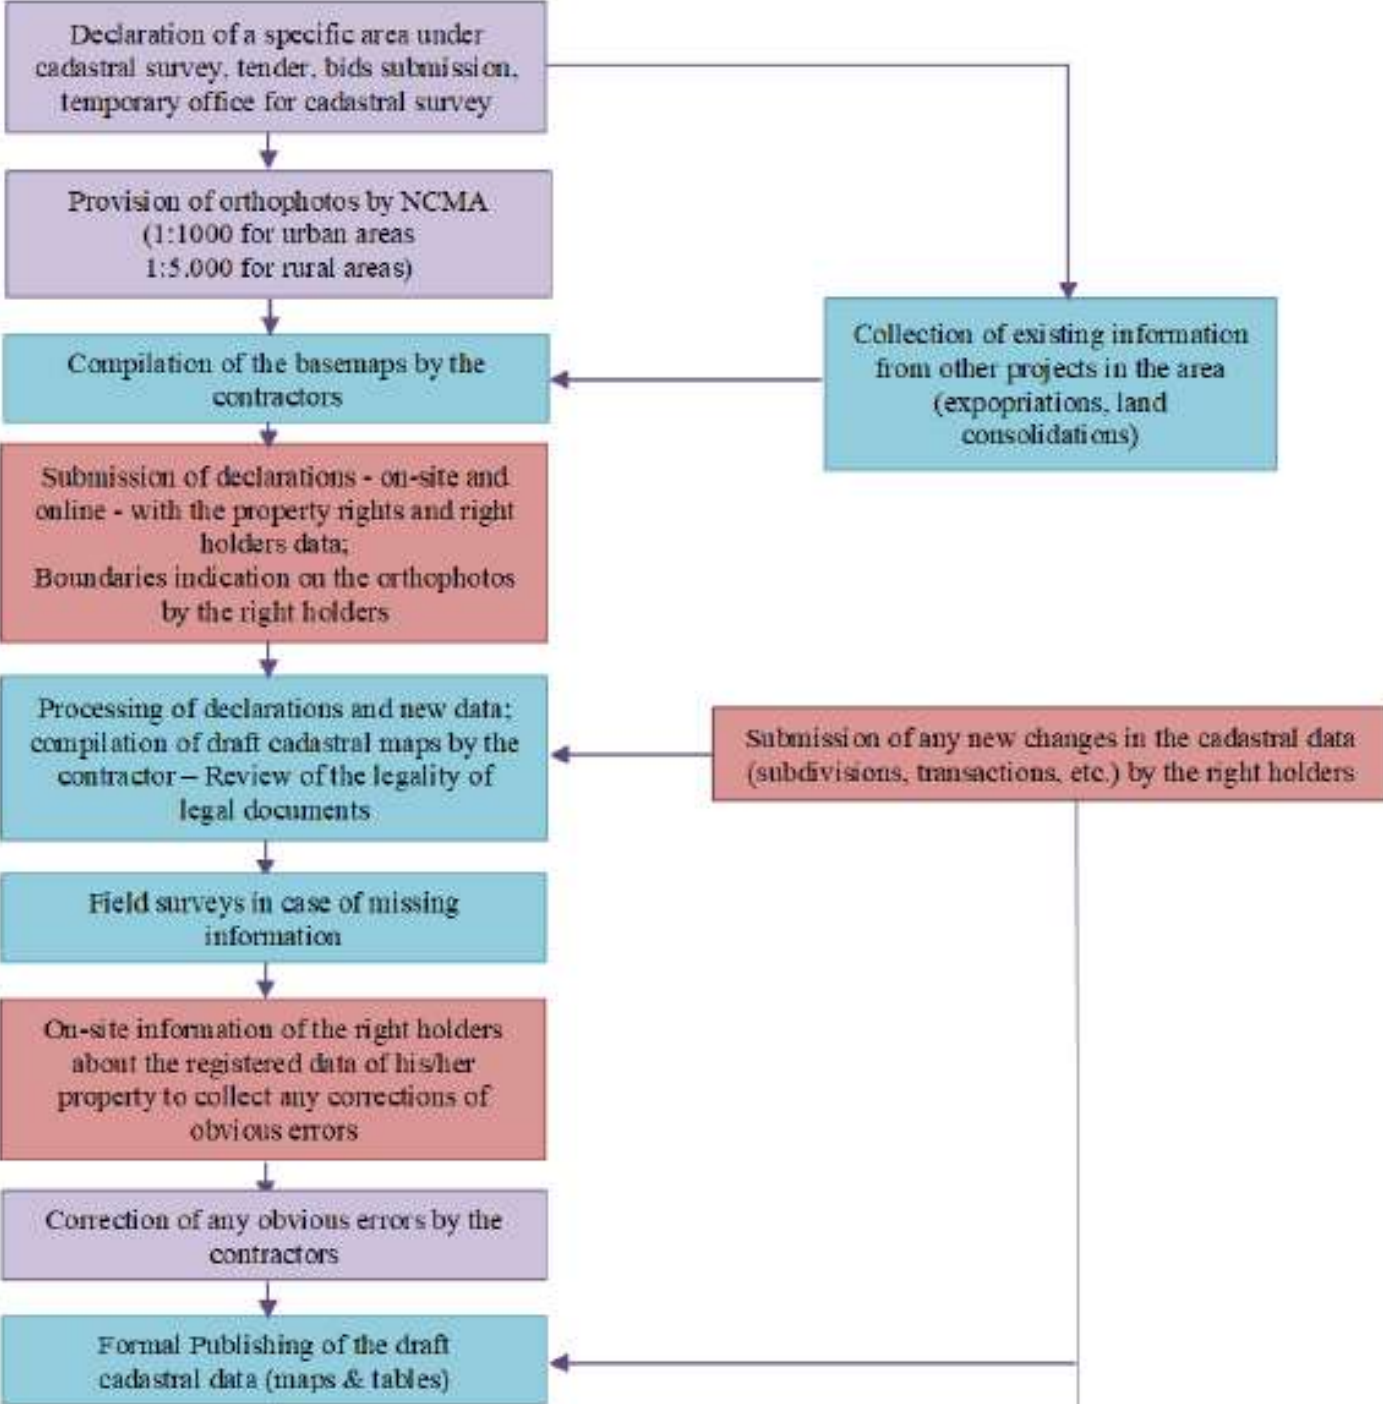 Declaration of a specific area under
cadastral survey, tender, bids submission,
temporary office for cadastral survey
Provision of orthophotos by NCMA
(1:1000 for urban areas
1:5.000 for rural areas)
Collection of existing information
from other projects in the area
(expopriations, land
consolidations)
Compilation of the basemaps by the
contractors
Submission of declarations - on-site and
online - with the property rights and right
holders data;
Boundaries indication on the orthophotos
by the right holders
Processing of declarations and new data;
compilation of draft cadastral maps by the
contractor – Review of the legality of
legal documents
Submission of any new changes in the cadastral data
(subdivisions, transactions, etc.) by the right holders
Field surveys in case of missing
information
On-site information of the right holders
about the registered data of his/her
property to collect any corrections of
obvious errors
Correction of any obvious errors by the
contractors
Formal Publishing of the draft
cadastral data (maps & tables)